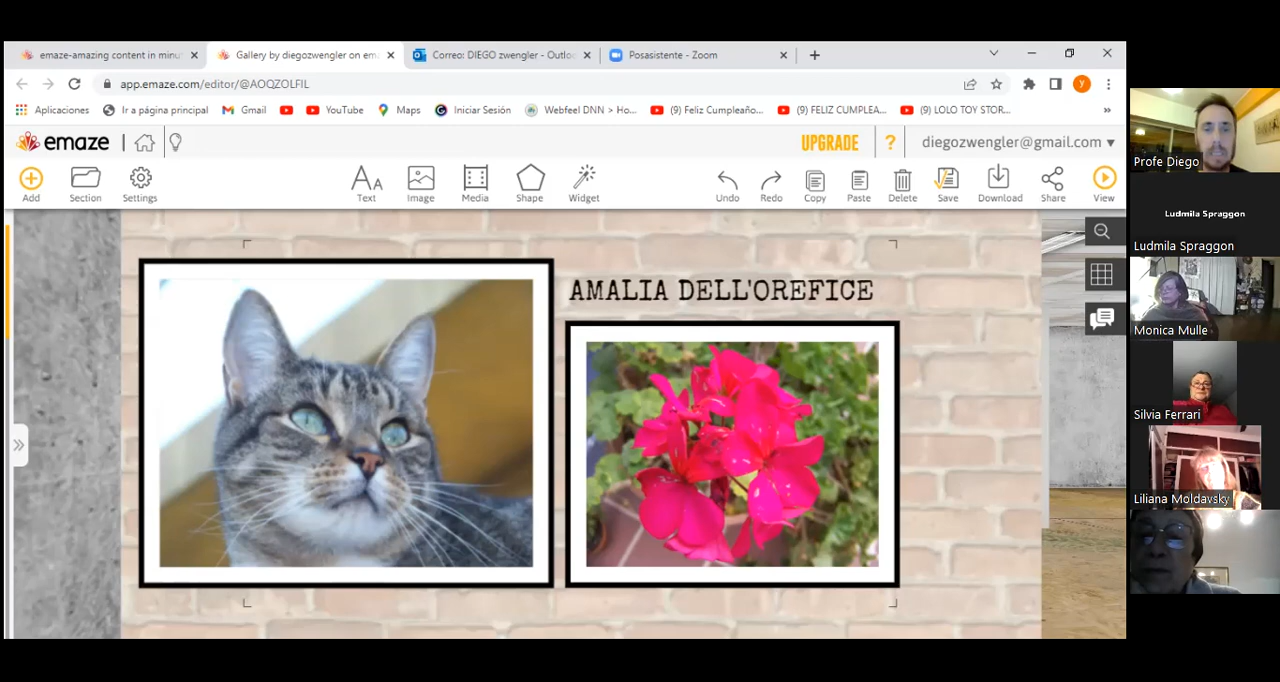 emaze-amazing content in minu
Gallery by diegozwengler on em
Correo: DIEGO zwengler - Outlo
Posasistente - Zoom
app.emaze.com/editor/@AOQZOLFIL
y
Aplicaciones
Ir a página principal
Gmail
YouTube
Maps
Iniciar Sesión
Webfeel DNN > Ho...
(9) Feliz Cumpleaño...
(9) FELIZ CUMPLEA...
(9) LOLO TOY STOR...
»
emaze
UPGRADE
?
diegozwengler@gmail.com
Add
Section
Settings
Text
Image
Media
Shape
Widget
Undo
Redo
Copy
Paste
Delete
Save
Download
Share
View
AMALIA DELL'OREFICE
Profe Diego
Ludmila Spraggon
Ludmila Spraggon
Monica Mulle
Silvia Ferrari
Liliana Moldavsky